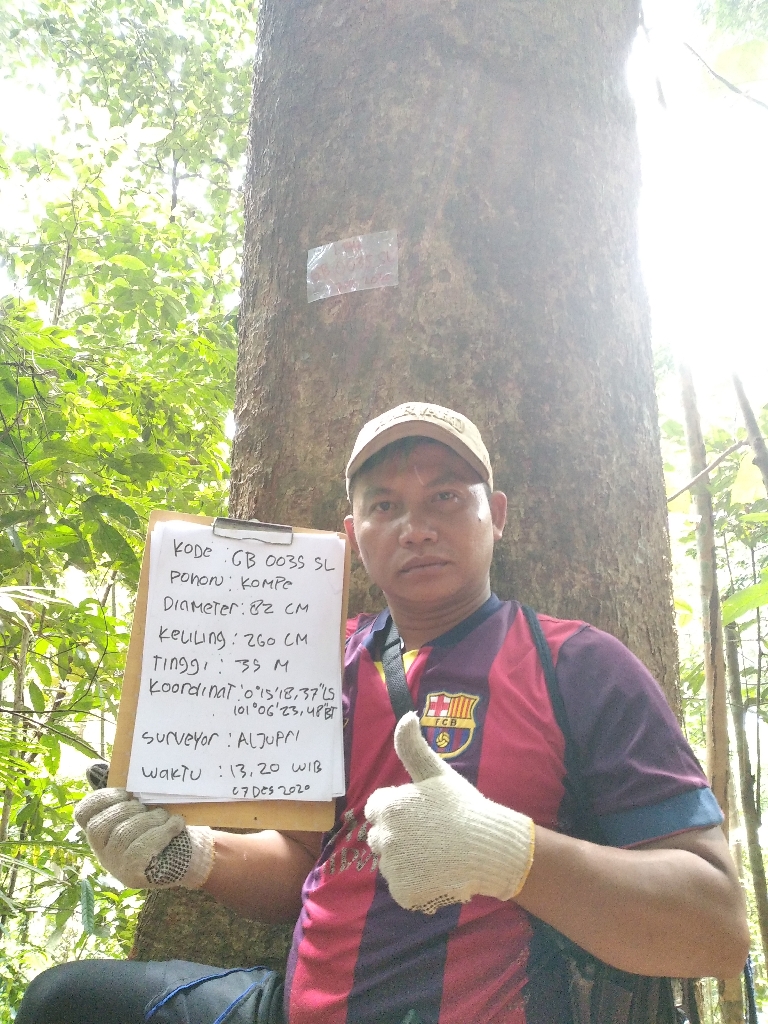 KODE : GB 0035 SL
POHON : KOMPE
DIAMETER : 82 CM
KELILING : 260 CM
TINGGI : 35 M
KOORDINAT : 0°15'18,37"LS
101°06'23,48"BT
SURVEYOR : ALJUPRI
WAKTU : 13,20 WIB
07 DES 2020
FCB